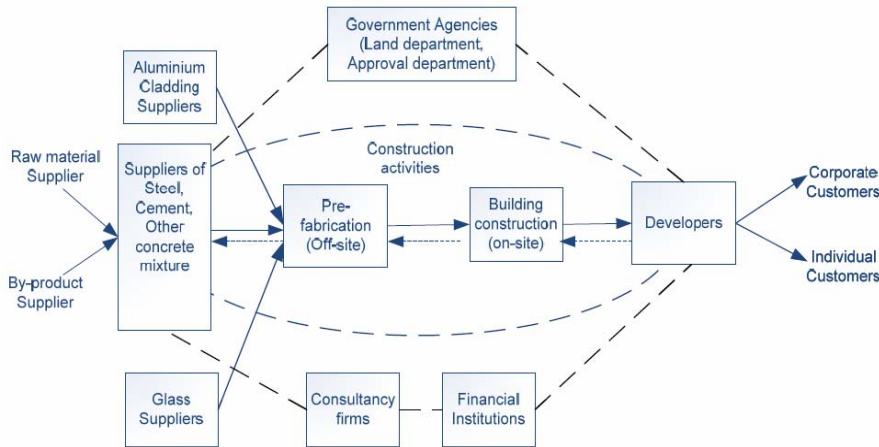 Government Agencies
(Land department,
Approval department)
Aluminium
Cladding
Suppliers
Raw material
Supplier
Suppliers of
Steel,
Cement,
Other
concrete
mixture
Construction
activities
Pre-
fabrication
(Off-site)
Building
construction
(on-site)
Developers
Corporate
Customers
Individual
Customers
By-product
Supplier
Glass
Suppliers
Consultancy
firms
Financial
Institutions